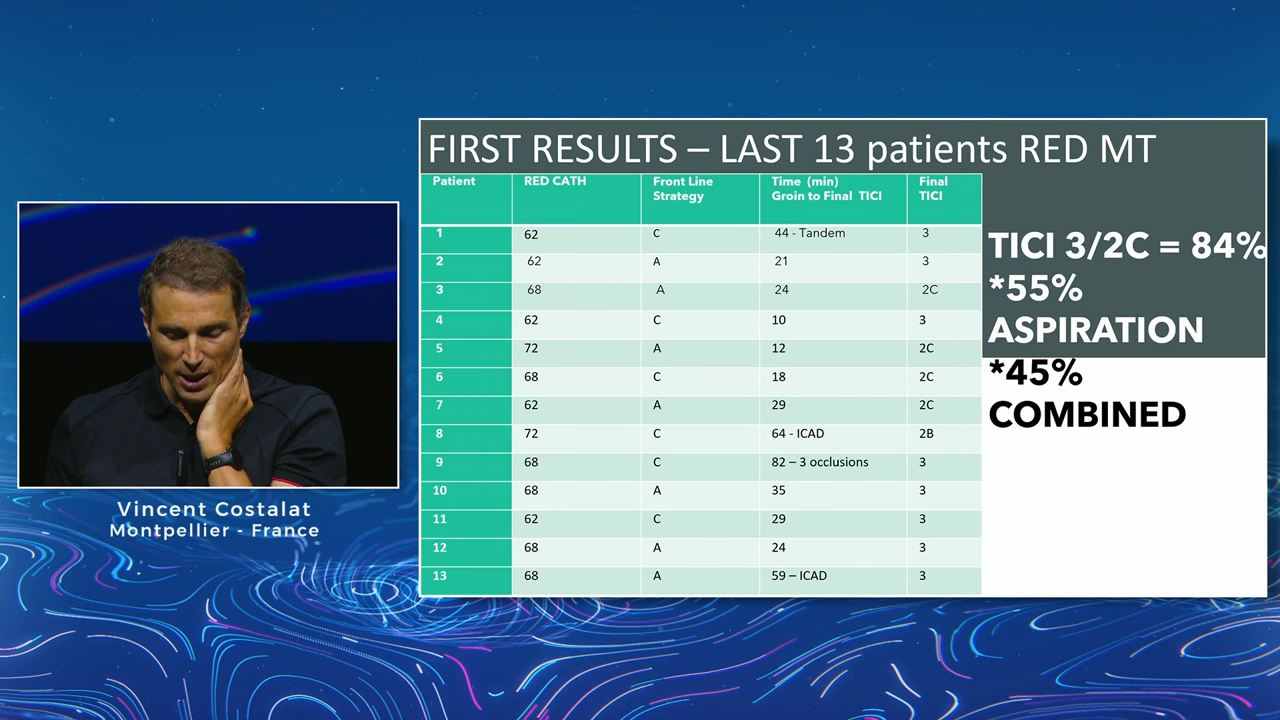 FIRST RESULTS – LAST 13 patients RED MT
Patient RED CATH Front Line Strategy Time (min) Groin to Final TICI Final TICI
1 62 C 44 - Tandem 3
2 62 A 21 3
3 68 A 24 2C
4 62 C 10 3
5 72 A 12 2C
6 68 C 18 2C
7 62 A 29 2C
8 72 C 64 - ICAD 2B
9 68 C 82 – 3 occlusions 3
10 68 A 35 3
11 62 C 29 3
12 68 A 24 3
13 68 A 59 – ICAD 3
TICI 3/2C = 84%
*55%
ASPIRATION
*45%
COMBINED
Vincent Costalat
Montpellier - France